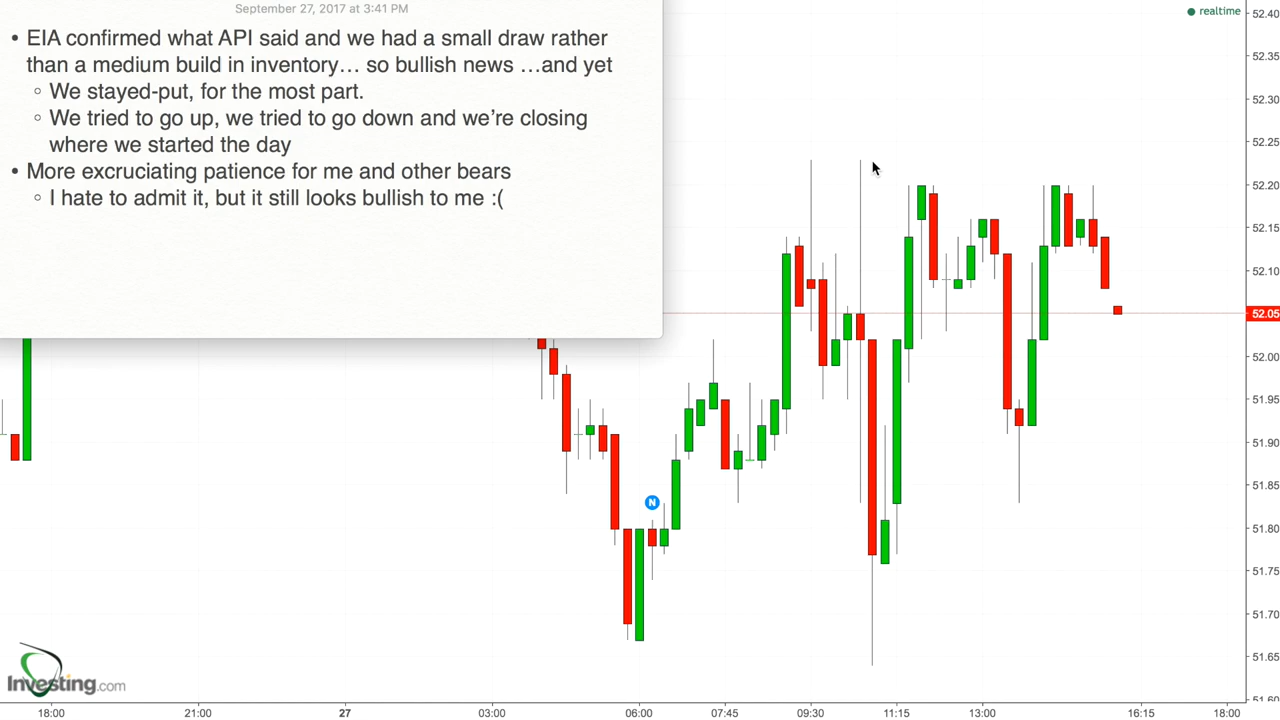 September 27, 2017 at 3:41 PM
• EIA confirmed what API said and we had a small draw rather
than a medium build in inventory… so bullish news …and yet
◦ We stayed-put, for the most part.
◦ We tried to go up, we tried to go down and we’re closing
where we started the day
• More excruciating patience for me and other bears
◦ I hate to admit it, but it still looks bullish to me :(
realtime
52.40
52.35
52.30
52.25
52.20
52.15
52.10
52.05
52.00
51.95
51.90
51.85
51.80
51.75
51.70
51.65
51.60
N
Investing.com
18:00 21:00 27 03:00 06:00 07:45 09:30 11:15 13:00 16:15 18:00